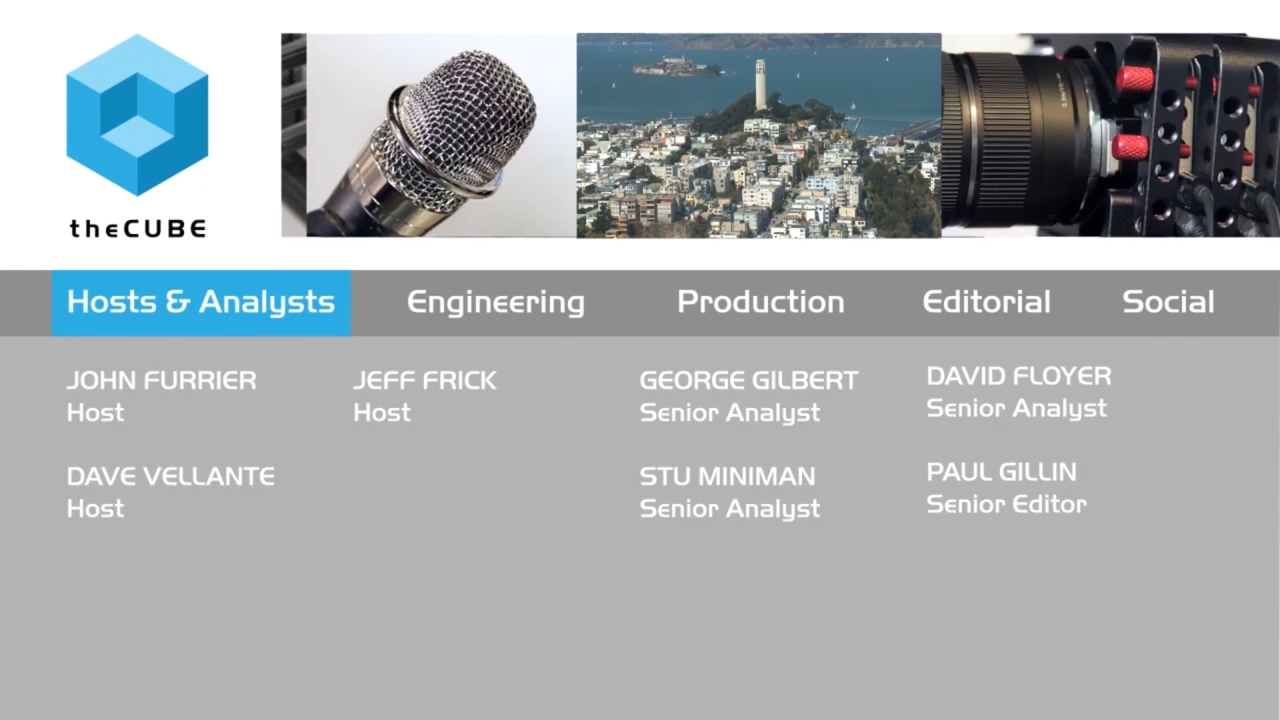 theCUBE
Hosts & Analysts
Engineering
Production
Editorial
Social
JOHN FURRIER
Host
DAVE VELLANTE
Host
JEFF FRICK
Host
GEORGE GILBERT
Senior Analyst
STU MINIMAN
Senior Analyst
DAVID FLOYER
Senior Analyst
PAUL GILLIN
Senior Editor